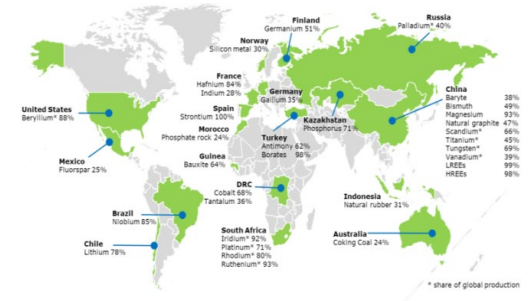 Finland
Germanium 51%
Russia
Palladium* 40%
Norway
Silicon metal 30%
France
Hafnium 84%
Indium 28%
Germany
Gallium 35%
Spain
Strontium 100%
Kazakhstan
Phosphorus 71%
China
Baryte 38%
Bismuth 49%
Magnesium 93%
Natural graphite 47%
Scandium* 66%
Titanium* 45%
Tungsten* 69%
Vanadium* 39%
LREEs 99%
HREEs 98%
United States
Beryllium* 88%
Morocco
Phosphate rock 24%
Turkey
Antimony 62%
Borates 98%
Mexico
Fluorspar 25%
Guinea
Bauxite 64%
DRC
Cobalt 68%
Tantalum 36%
Indonesia
Natural rubber 31%
Brazil
Niobium 85%
South Africa
Iridium* 92%
Platinum* 71%
Rhodium* 80%
Ruthenium* 93%
Australia
Coking Coal 24%
Chile
Lithium 78%
* share of global production